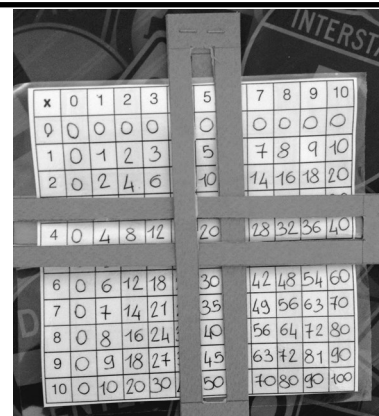 INTERSTA
x 0 1 2 3 5 7 8 9 10
0 0 0 0 0 0 0 0 0 0
1 0 1 2 3 5 7 8 9 10
2 0 2 4 6 10 14 16 18 20
4 0 4 8 12 20 28 32 36 40
6 0 6 12 18 30 42 48 54 60
7 0 7 14 21 35 49 56 63 70
8 0 8 16 24 40 56 64 72 80
9 0 9 18 27 45 63 72 81 90
10 0 10 20 30 50 70 80 90 100